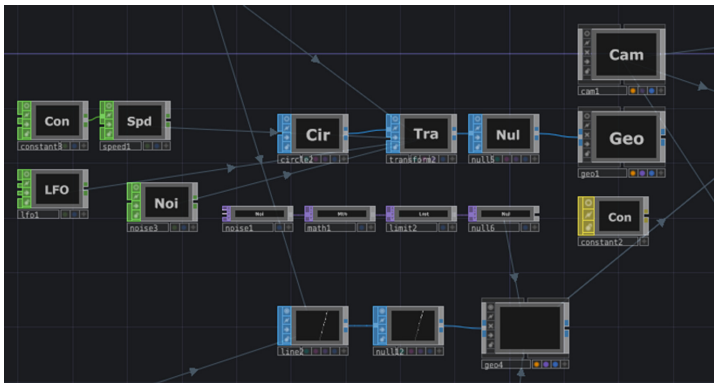 Cam
cam1
Con
constant3
Spd
speed1
Cir
circle2
Tra
transform2
Nul
null5
Geo
geo1
LFO
lfo1
Noi
noise3
Noi
noise1
Mth
math1
Lmt
limit2
Nul
null6
Con
constant2
line2
null12
geo4